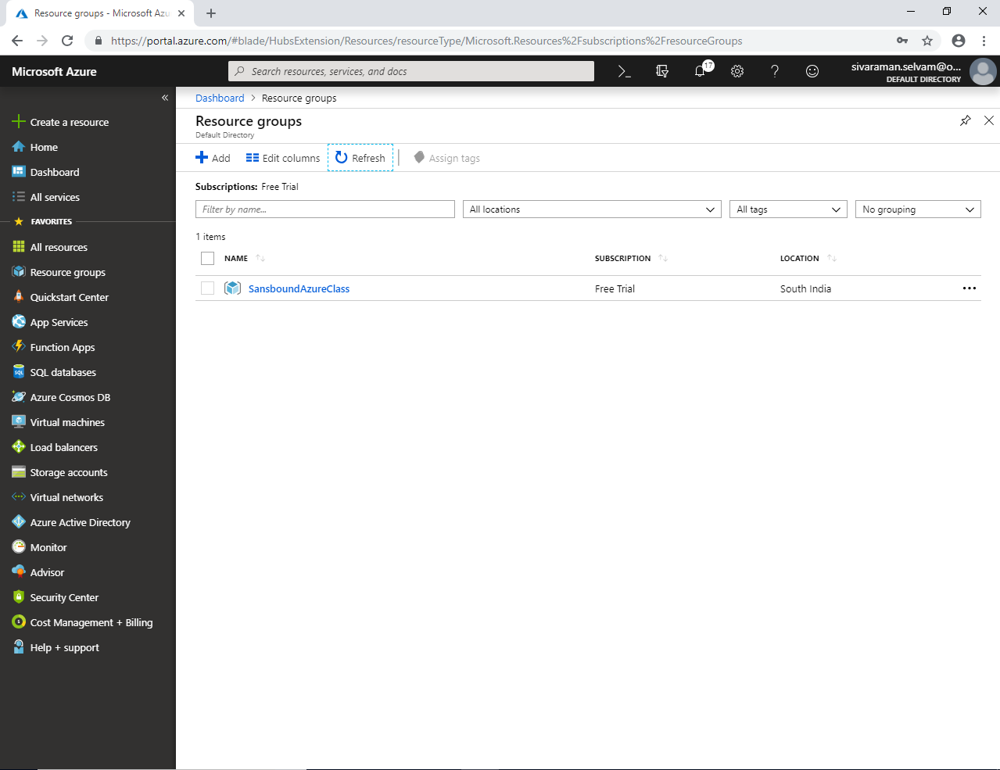 Resource groups - Microsoft Azu
https://portal.azure.com/#blade/HubsExtension/Resources/resourceType/Microsoft.Resources%2Fsubscriptions%2FresourceGroups
Microsoft Azure
Search resources, services, and docs
17
sivaraman.selvam@o...
DEFAULT DIRECTORY
Create a resource
Home
Dashboard
All services
FAVORITES
All resources
Resource groups
Quickstart Center
App Services
Function Apps
SQL databases
Azure Cosmos DB
Virtual machines
Load balancers
Storage accounts
Virtual networks
Azure Active Directory
Monitor
Advisor
Security Center
Cost Management + Billing
Help + support
Dashboard > Resource groups
Resource groups
Default Directory
Add Edit columns Refresh Assign tags
Subscriptions: Free Trial
Filter by name... All locations All tags No grouping
1 items
NAME SUBSCRIPTION LOCATION
SansboundAzureClass Free Trial South India